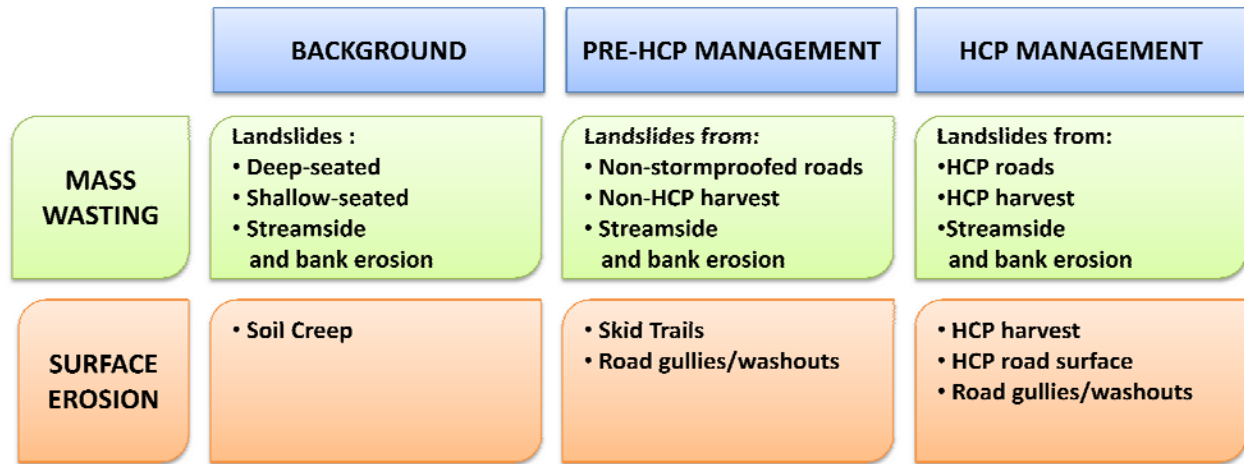 BACKGROUND
PRE-HCP MANAGEMENT
HCP MANAGEMENT
MASS
WASTING
Landslides :
• Deep-seated
• Shallow-seated
• Streamside
and bank erosion
Landslides from:
• Non-stormproofed roads
• Non-HCP harvest
• Streamside
and bank erosion
Landslides from:
•HCP roads
•HCP harvest
•Streamside
and bank erosion
SURFACE
EROSION
• Soil Creep
• Skid Trails
• Road gullies/washouts
• HCP harvest
• HCP road surface
• Road gullies/washouts